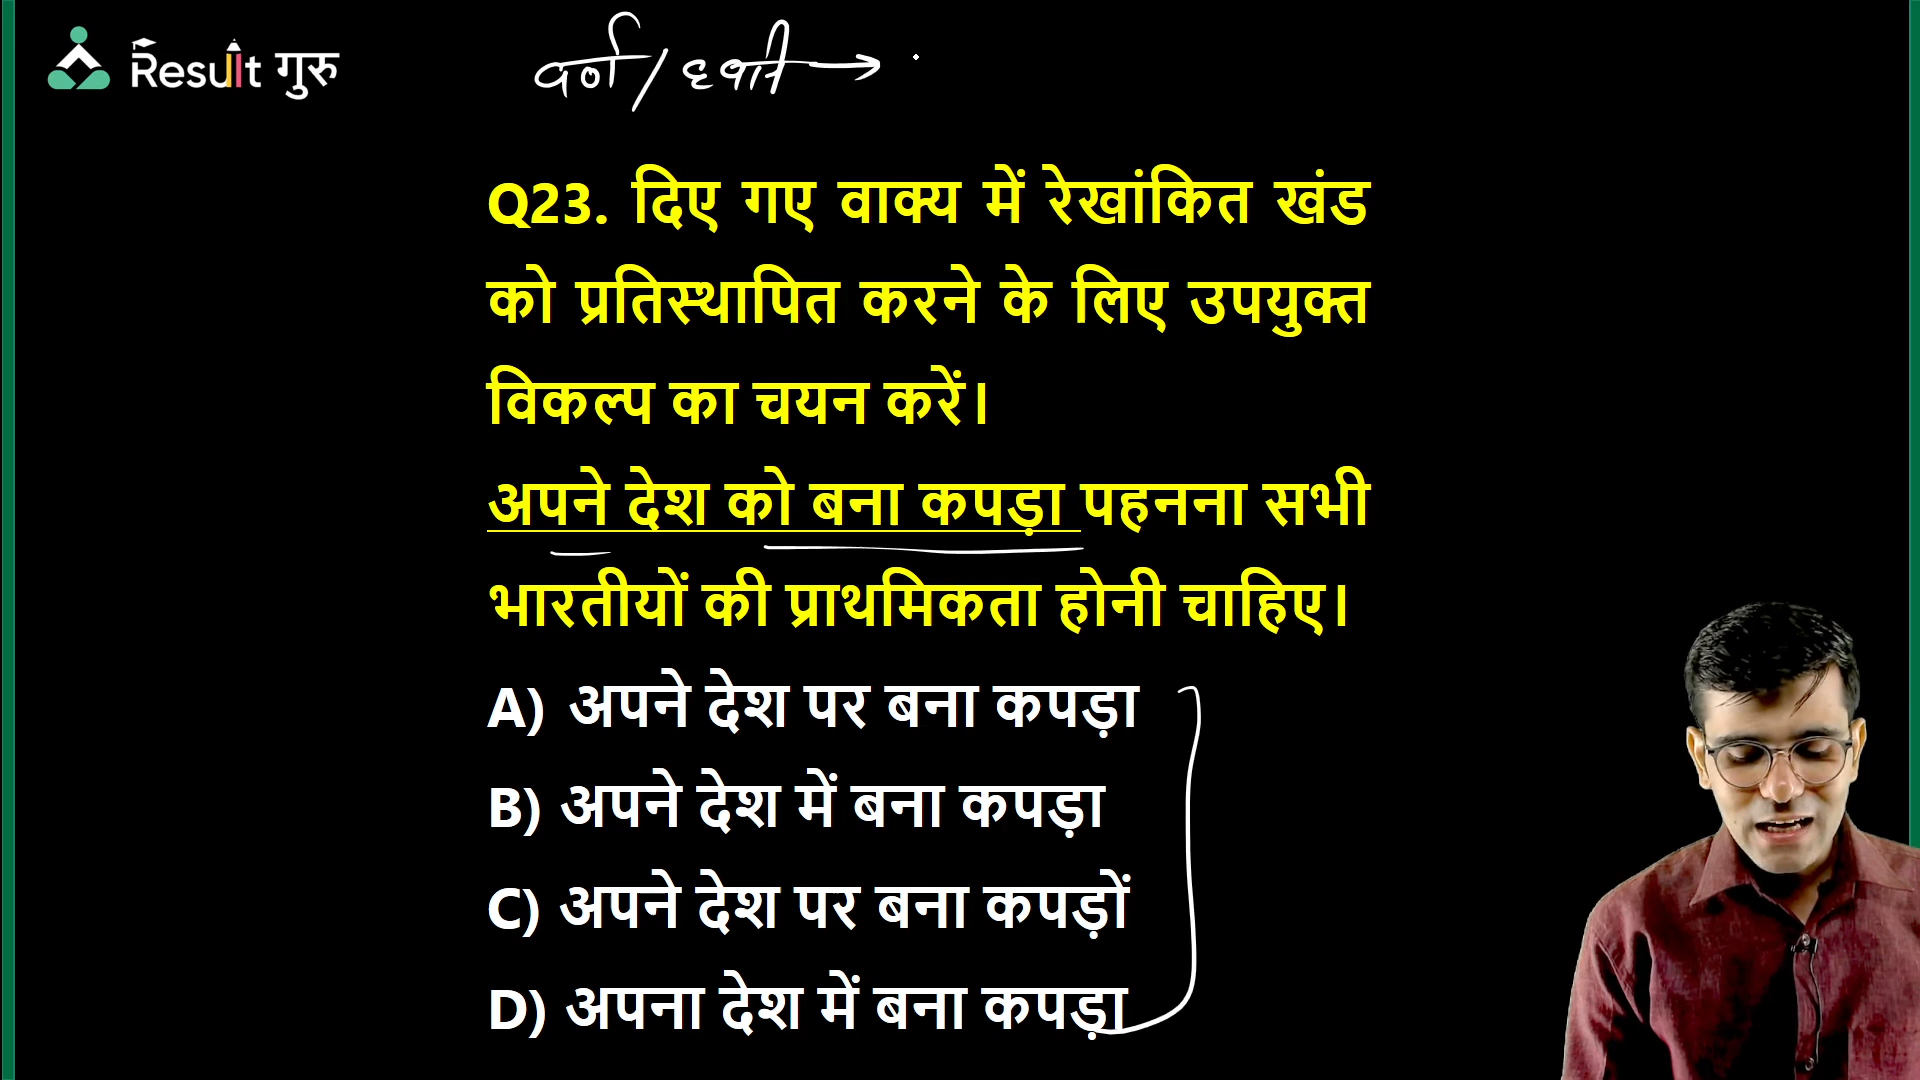 Result गुरु
वर्ण/ध्वनि →
Q23. दिए गए वाक्य में रेखांकित खंड
को प्रतिस्थापित करने के लिए उपयुक्त
विकल्प का चयन करें।
अपने देश को बना कपड़ा पहनना सभी
भारतीयों की प्राथमिकता होनी चाहिए।
A) अपने देश पर बना कपड़ा
B) अपने देश में बना कपड़ा
C) अपने देश पर बना कपड़ों
D) अपना देश में बना कपड़ा